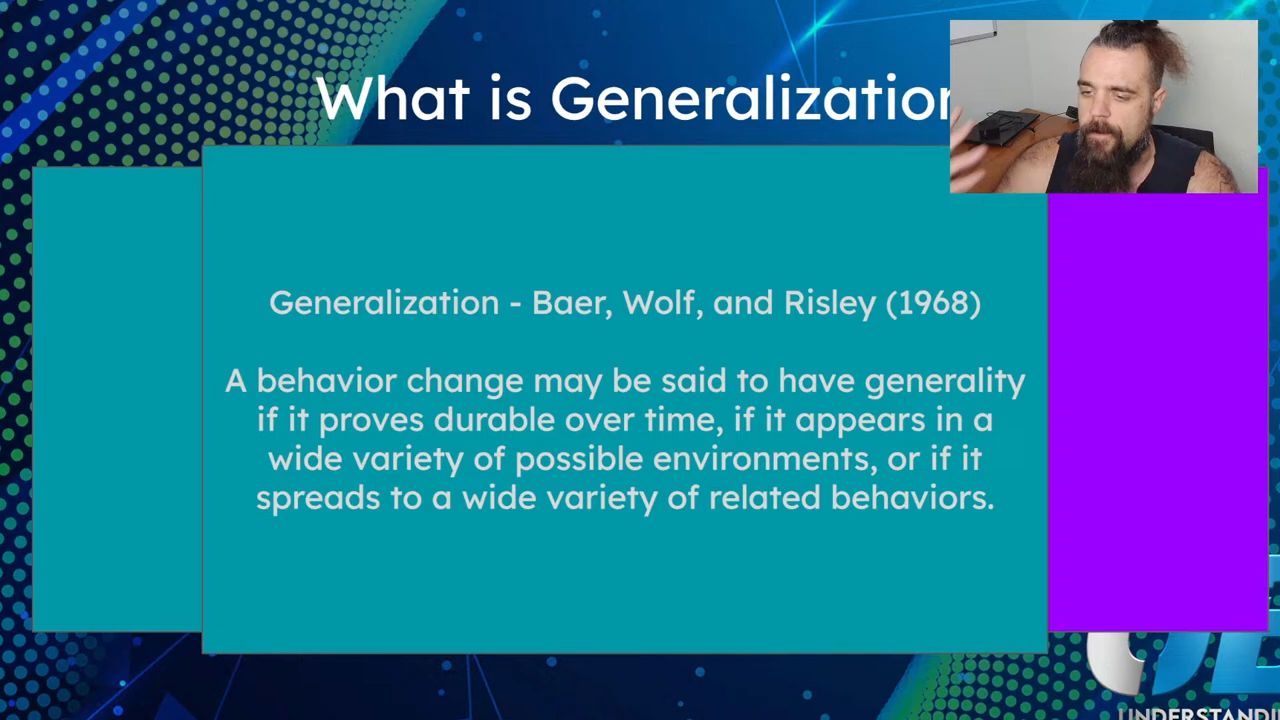 What is Generalization
Generalization - Baer, Wolf, and Risley (1968)
A behavior change may be said to have generality
if it proves durable over time, if it appears in a
wide variety of possible environments, or if it
spreads to a wide variety of related behaviors.